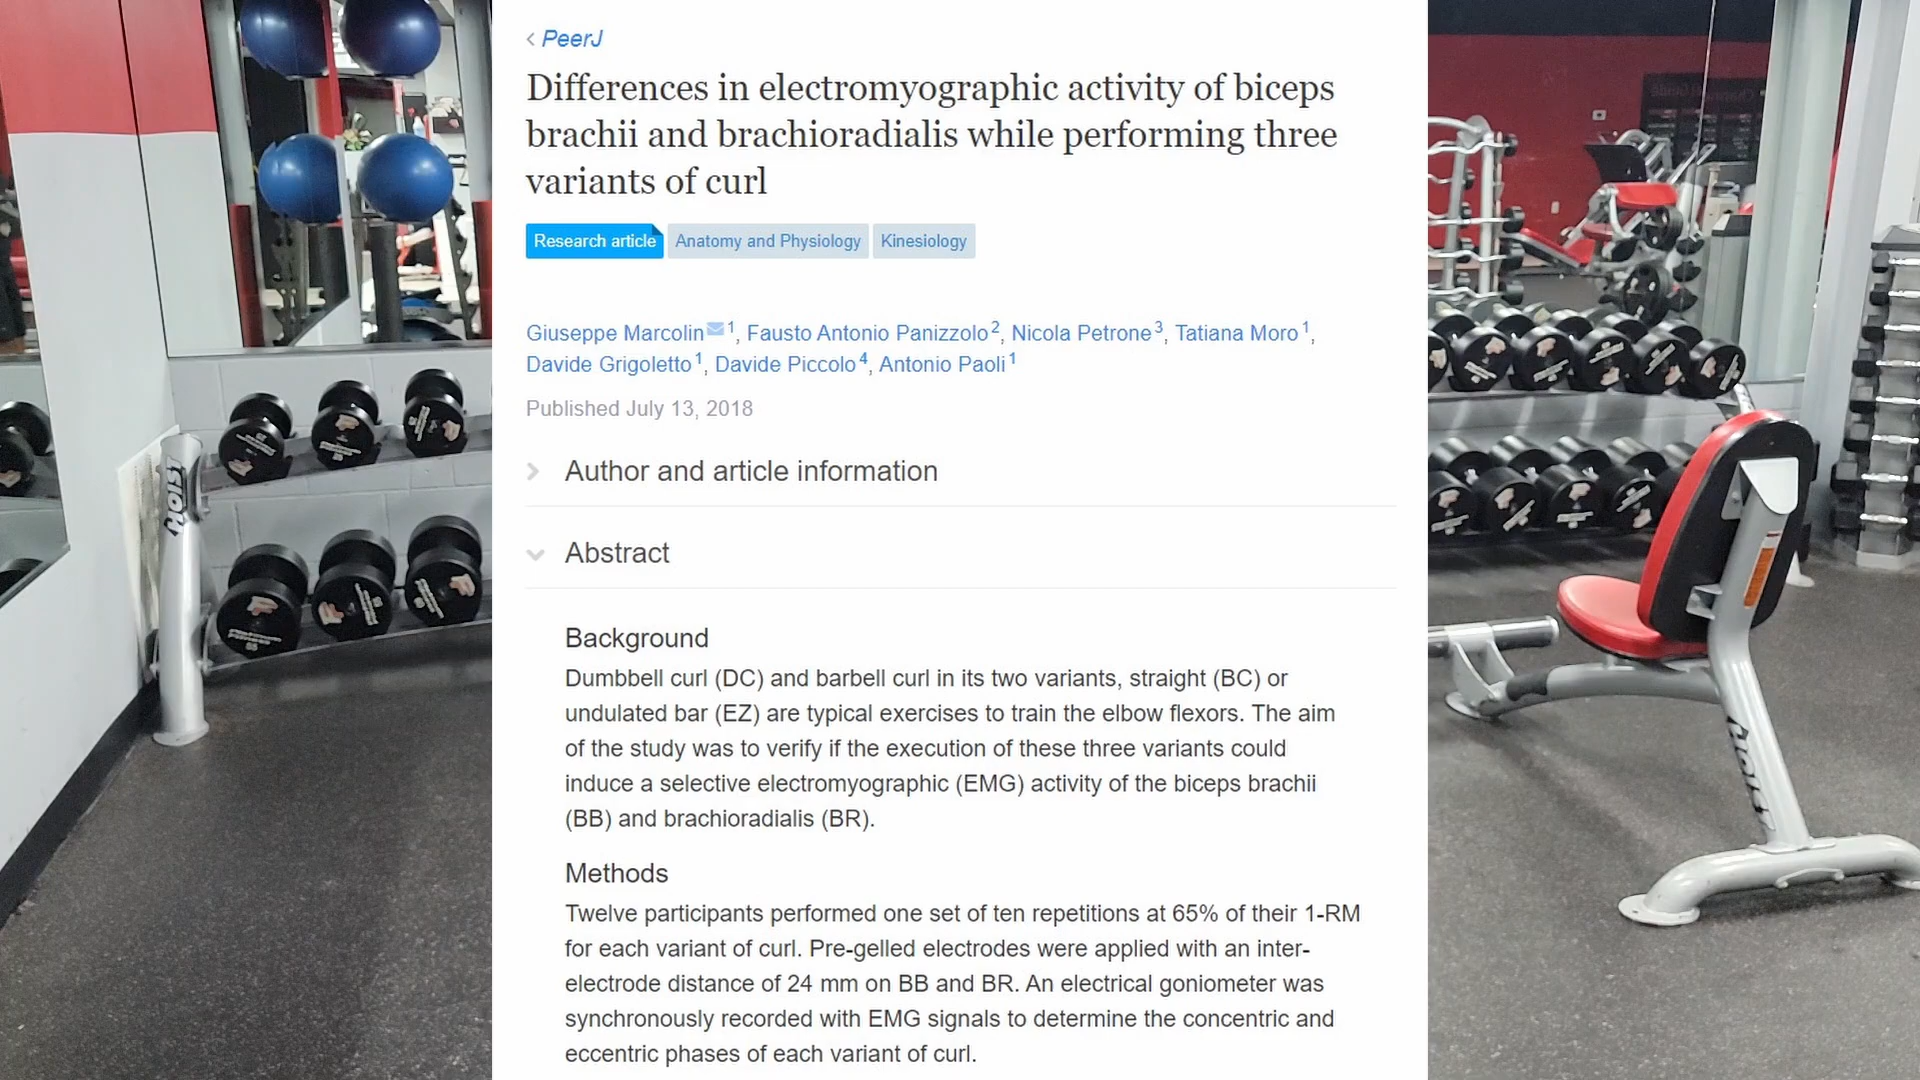 PeerJ
Differences in electromyographic activity of biceps
brachii and brachioradialis while performing three
variants of curl
Research article
Anatomy and Physiology
Kinesiology
Giuseppe Marcolin 1, Fausto Antonio Panizzolo 2, Nicola Petrone 3, Tatiana Moro 1,
Davide Grigoletto 1, Davide Piccolo 4, Antonio Paoli 1
Published July 13, 2018
Author and article information
Abstract
Background
Dumbbell curl (DC) and barbell curl in its two variants, straight (BC) or
undulated bar (EZ) are typical exercises to train the elbow flexors. The aim
of the study was to verify if the execution of these three variants could
induce a selective electromyographic (EMG) activity of the biceps brachii
(BB) and brachioradialis (BR).
Methods
Twelve participants performed one set of ten repetitions at 65% of their 1-RM
for each variant of curl. Pre-gelled electrodes were applied with an inter-
electrode distance of 24 mm on BB and BR. An electrical goniometer was
synchronously recorded with EMG signals to determine the concentric and
eccentric phases of each variant of curl.
HOIST
HOIST